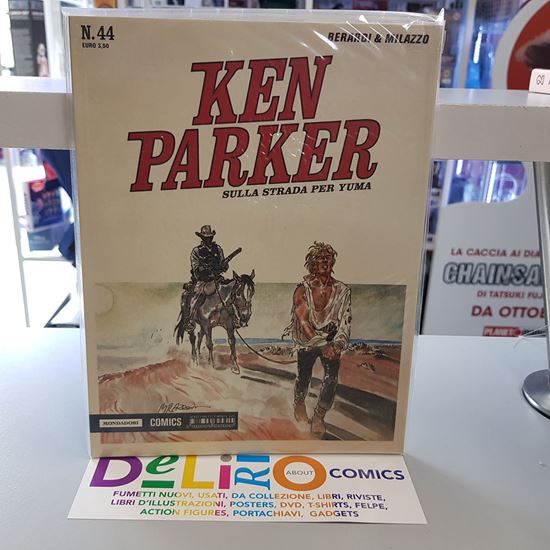 N. 44
EURO 3,50
BERARDI & MILAZZO
KEN
PARKER
SULLA STRADA PER YUMA
MONDADORI
COMICS
LA CACCIA AI DIA
CHAINSA
DI TATSUKI FUJ
DA OTTOB
PLANET
DeLiRiO
ABOUT
COMICS
FUMETTI NUOVI, USATI, DA COLLEZIONE, LIBRI, RIVISTE,
LIBRI D'ILLUSTRAZIONI, POSTERS, DVD, T-SHIRTS, FELPE,
ACTION FIGURES, PORTACHIAVI, GADGETS